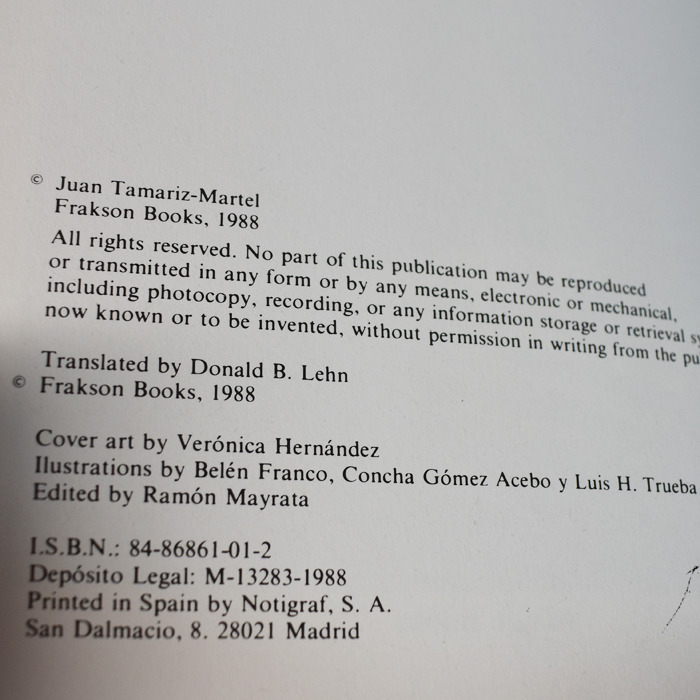 © Juan Tamariz-Martel
Frakson Books, 1988
All rights reserved. No part of this publication may be reproduced
or transmitted in any form or by any means, electronic or mechanical,
including photocopy, recording, or any information storage or retrieval
now known or to be invented, without permission in writing from the
Translated by Donald B. Lehn
© Frakson Books, 1988
Cover art by Verónica Hernández
Ilustrations by Belén Franco, Concha Gómez Acebo y Luis H. Trueba
Edited by Ramón Mayrata
I.S.B.N.: 84-86861-01-2
Depósito Legal: M-13283-1988
Printed in Spain by Notigraf, S. A.
San Dalmacio, 8. 28021 Madrid